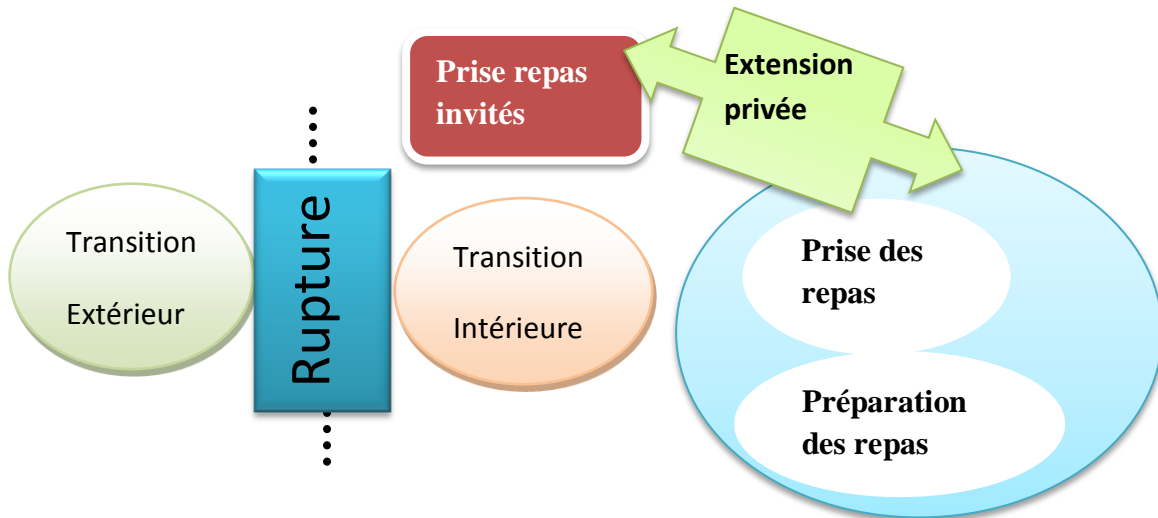 Prise repas
invités
Extension
privée
Transition
Extérieur
Rupture
Transition
Intérieure
Prise des
repas
Préparation
des repas